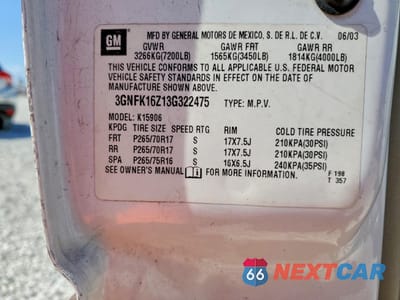 GM MFD BY GENERAL MOTORS DE MEXICO, S. DE R.L. DE C.V. 06/03
GVWR GAWR FRT GAWR RR
3266KG(7200LB) 1565KG(3450LB) 1814KG(4000LB)
THIS VEHICLE CONFORMS TO ALL APPLICABLE U.S. FEDERAL MOTOR
VEHICLE SAFETY STANDARDS IN EFFECT ON THE DATE OF
MANUFACTURE SHOWN ABOVE.
3GNFK16Z13G322475 TYPE: M.P.V.
MODEL: K15906
KPDG TIRE SIZE SPEED RTG RIM COLD TIRE PRESSURE
FRT P265/70R17 S 17X7.5J 210KPA(30PSI)
RR P265/70R17 S 17X7.5J 210KPA(30PSI)
SPA P265/75R16 S 16X6.5J 240KPA(35PSI)
SEE OWNER'S MANUAL FOR MORE INFORMATION. F 198
T 357
66 NEXTCAR